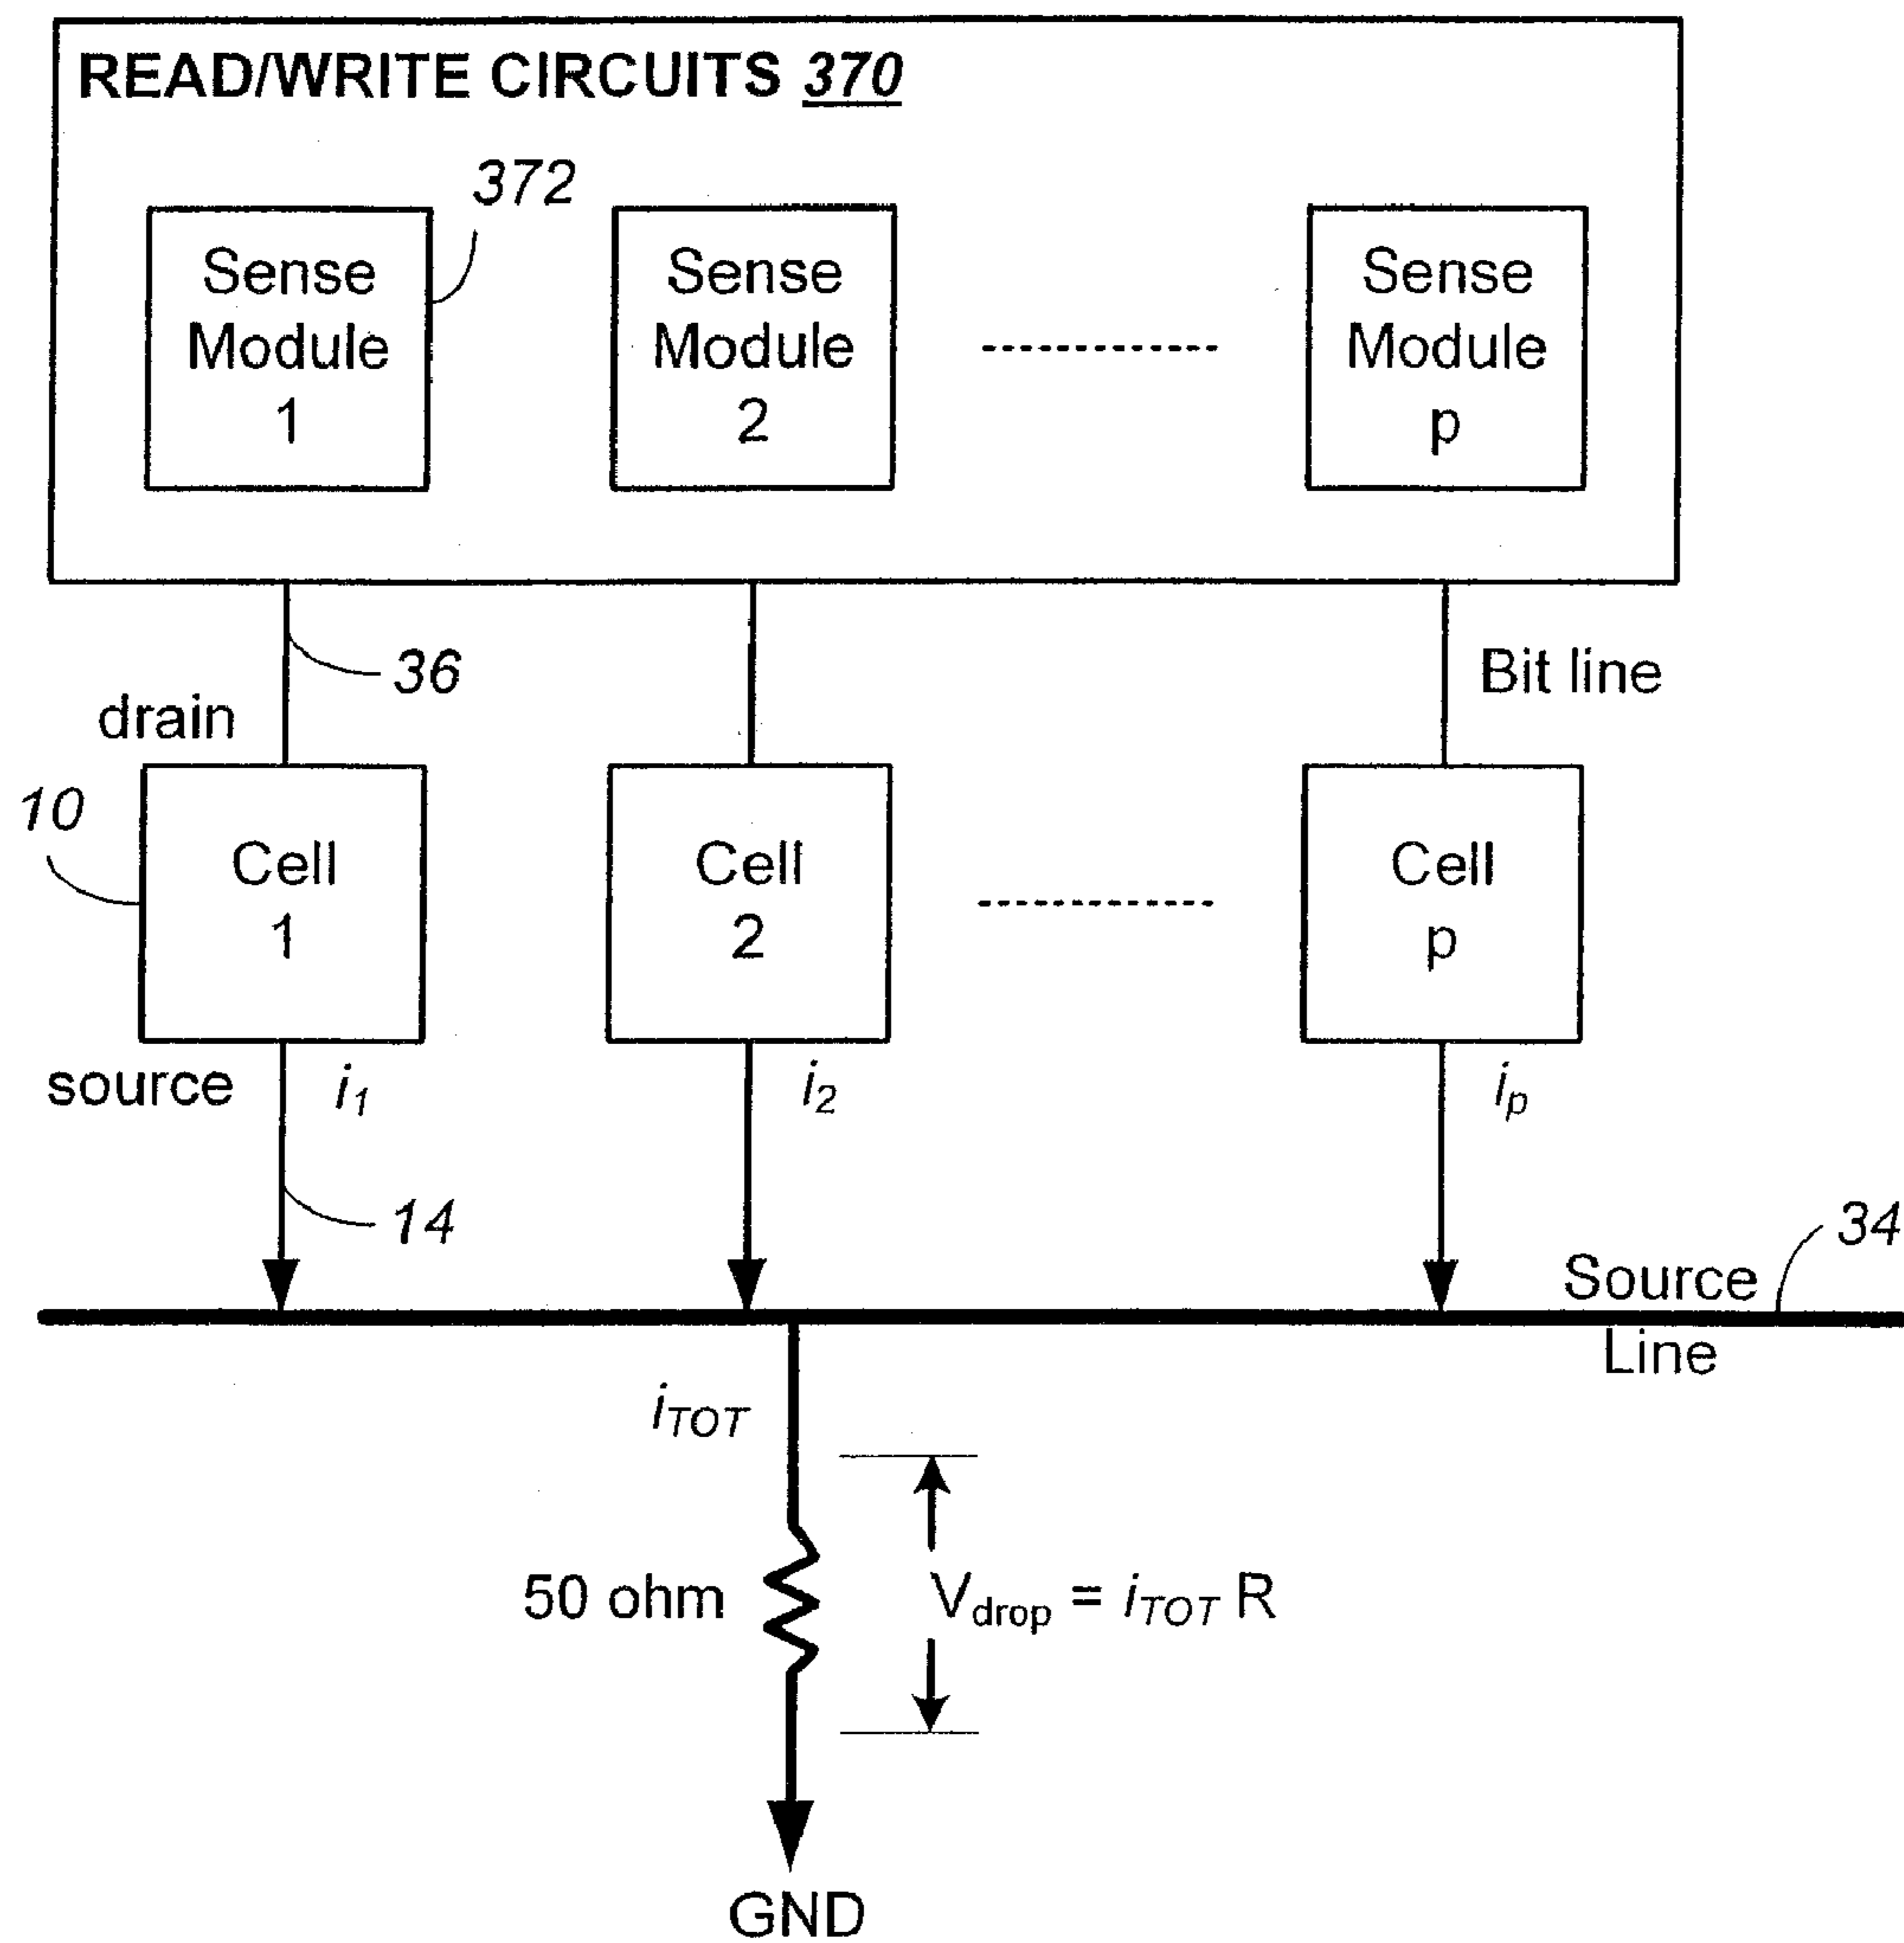 READ/WRITE CIRCUITS 370
372
Sense
Module
1
Sense
Module
2
Sense
Module
p
36
Bit line
drain
10
Cell
1
Cell
2
Cell
p
source
i1
i2
ip
14
34
Source
Line
iTOT
50 ohm
Vdrop = iTOT R
GND